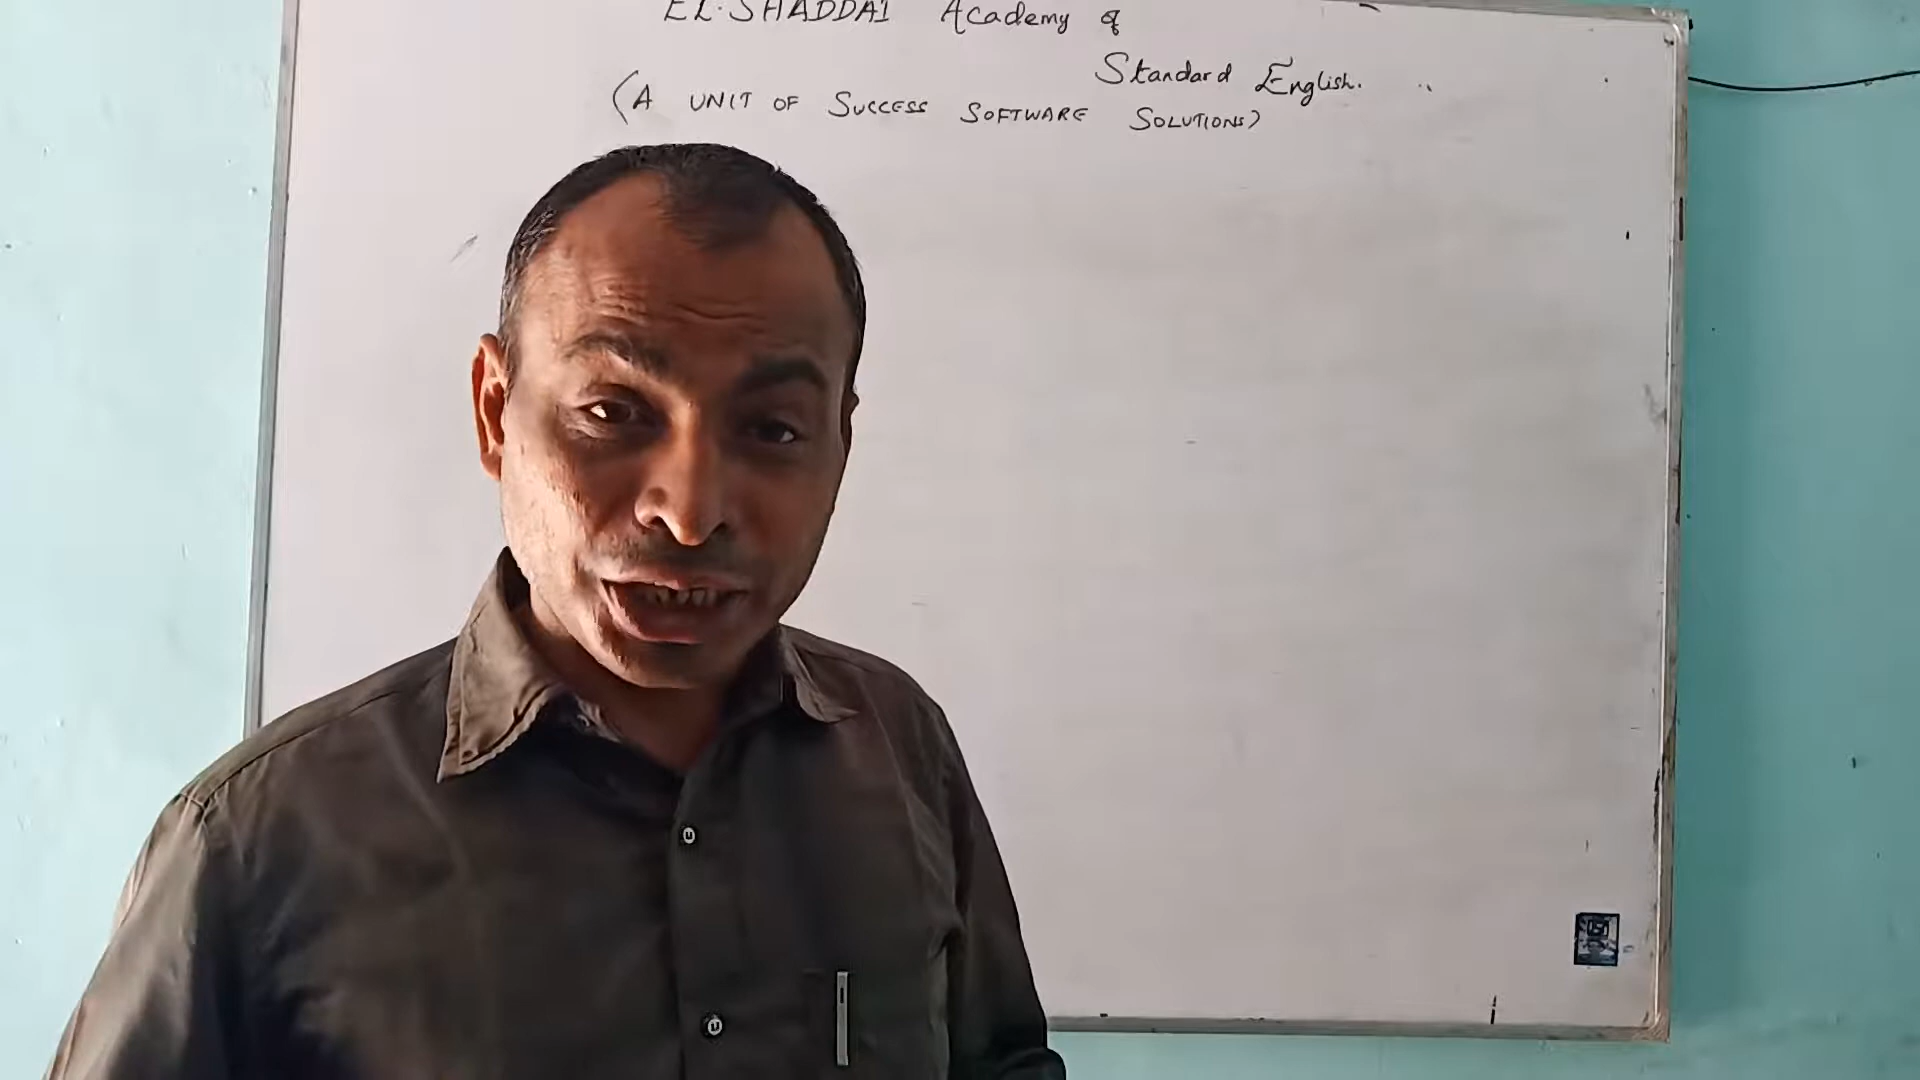 EL-SHADDAI Academy of
Standard English.
(A UNIT OF SUCCESS SOFTWARE SOLUTIONS)